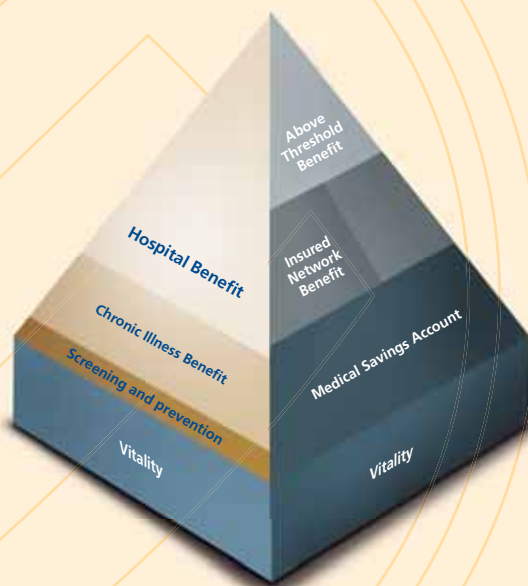 Above
Threshold
Benefit
Hospital Benefit
Insured
Network
Benefit
Chronic Illness Benefit
Medical Savings Account
Screening and prevention
Vitality
Vitality